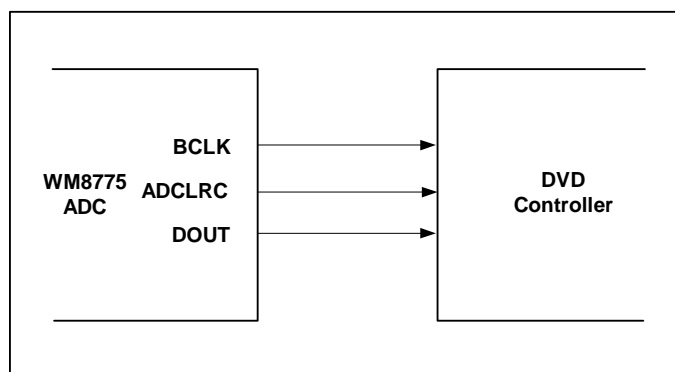 BCLK
WM8775
ADC
ADCLRC
DOUT
DVD
Controller